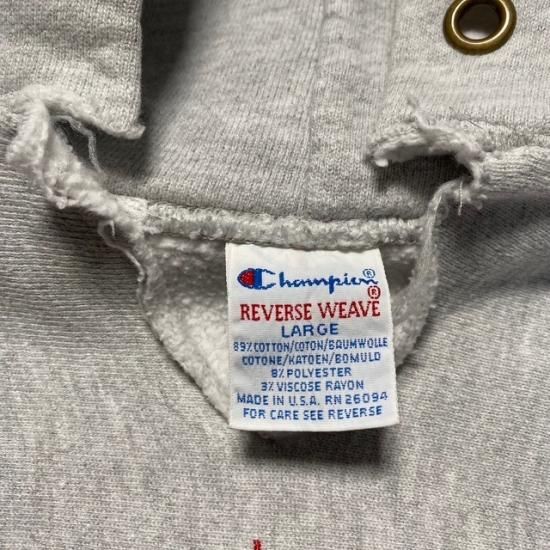 Champion®
REVERSE WEAVE®
LARGE
89% COTTON/COTON/BAUMWOLLE
COTONE/KATOEN/BOMULD
8% POLYESTER
3% VISCOSE RAYON
MADE IN U.S.A. RN 26094
FOR CARE SEE REVERSE